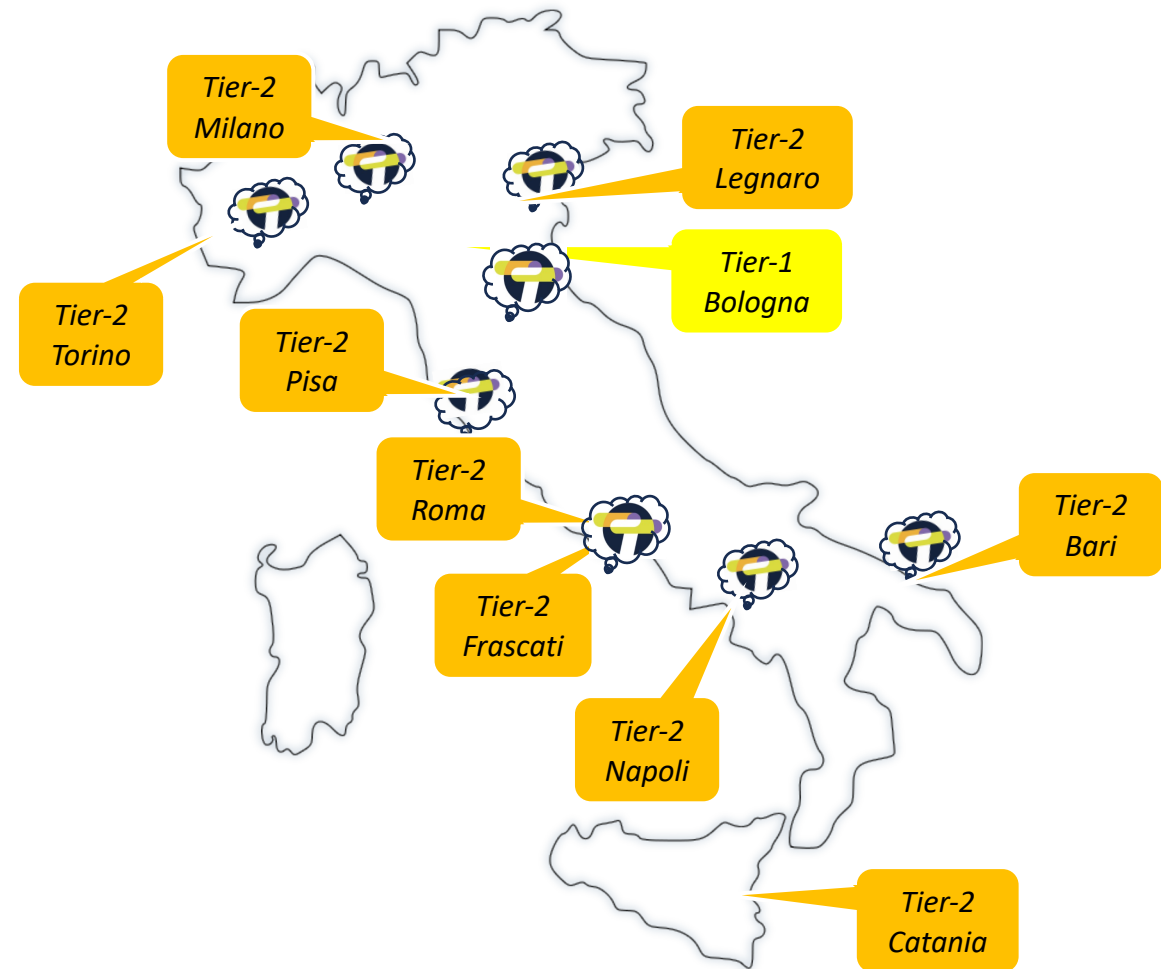 Tier-2
Milano
Tier-2
Legnaro
Tier-1
Bologna
Tier-2
Torino
Tier-2
Pisa
Tier-2
Roma
Tier-2
Bari
Tier-2
Frascati
Tier-2
Napoli
Tier-2
Catania